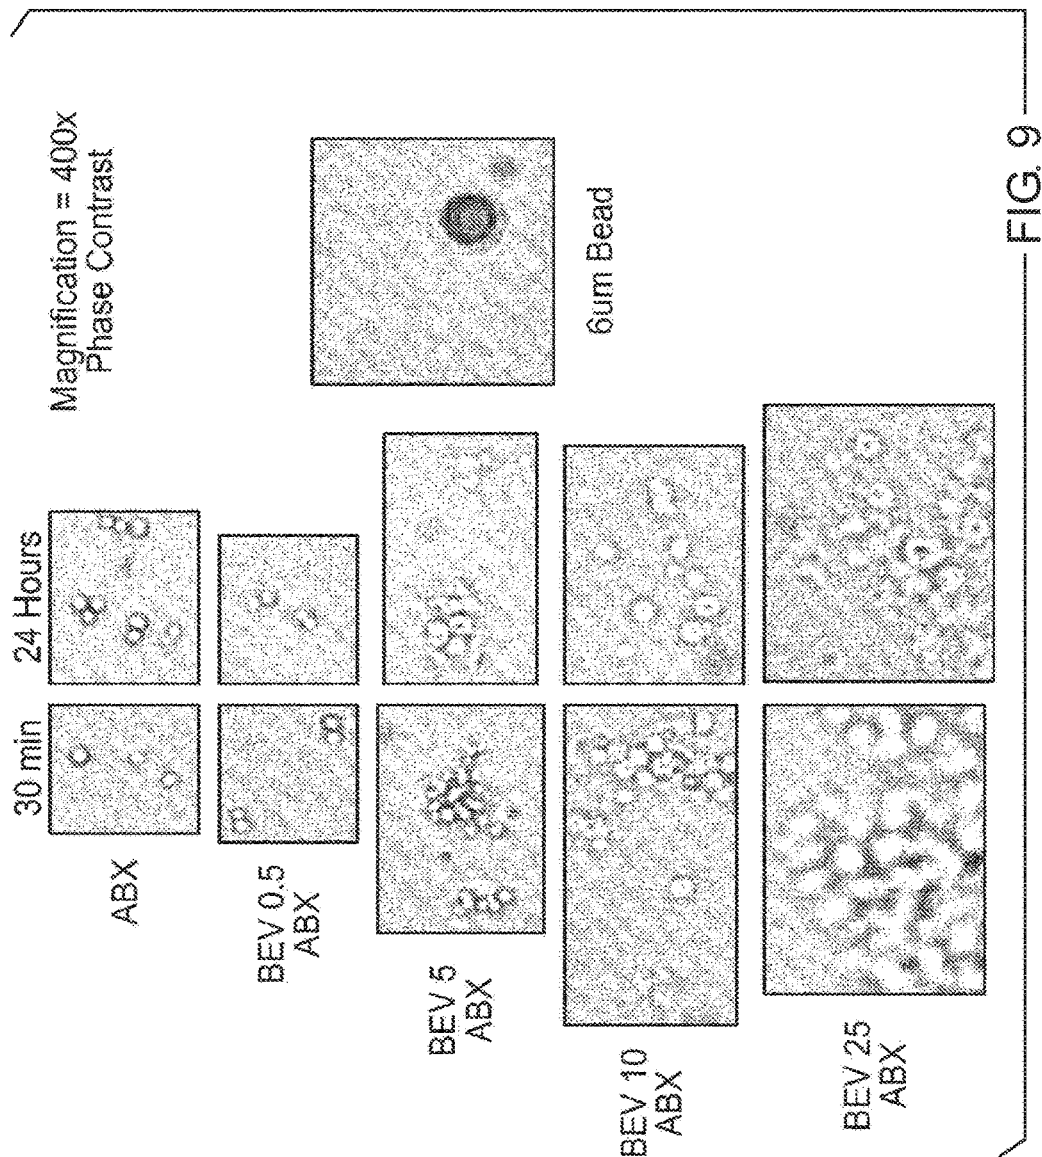 Magnification = 400x
Phase Contrast
30 min
24 Hours
ABX
BEV 0.5
ABX
BEV 5
ABX
BEV 10
ABX
BEV 25
ABX
6um Bead
FIG. 9